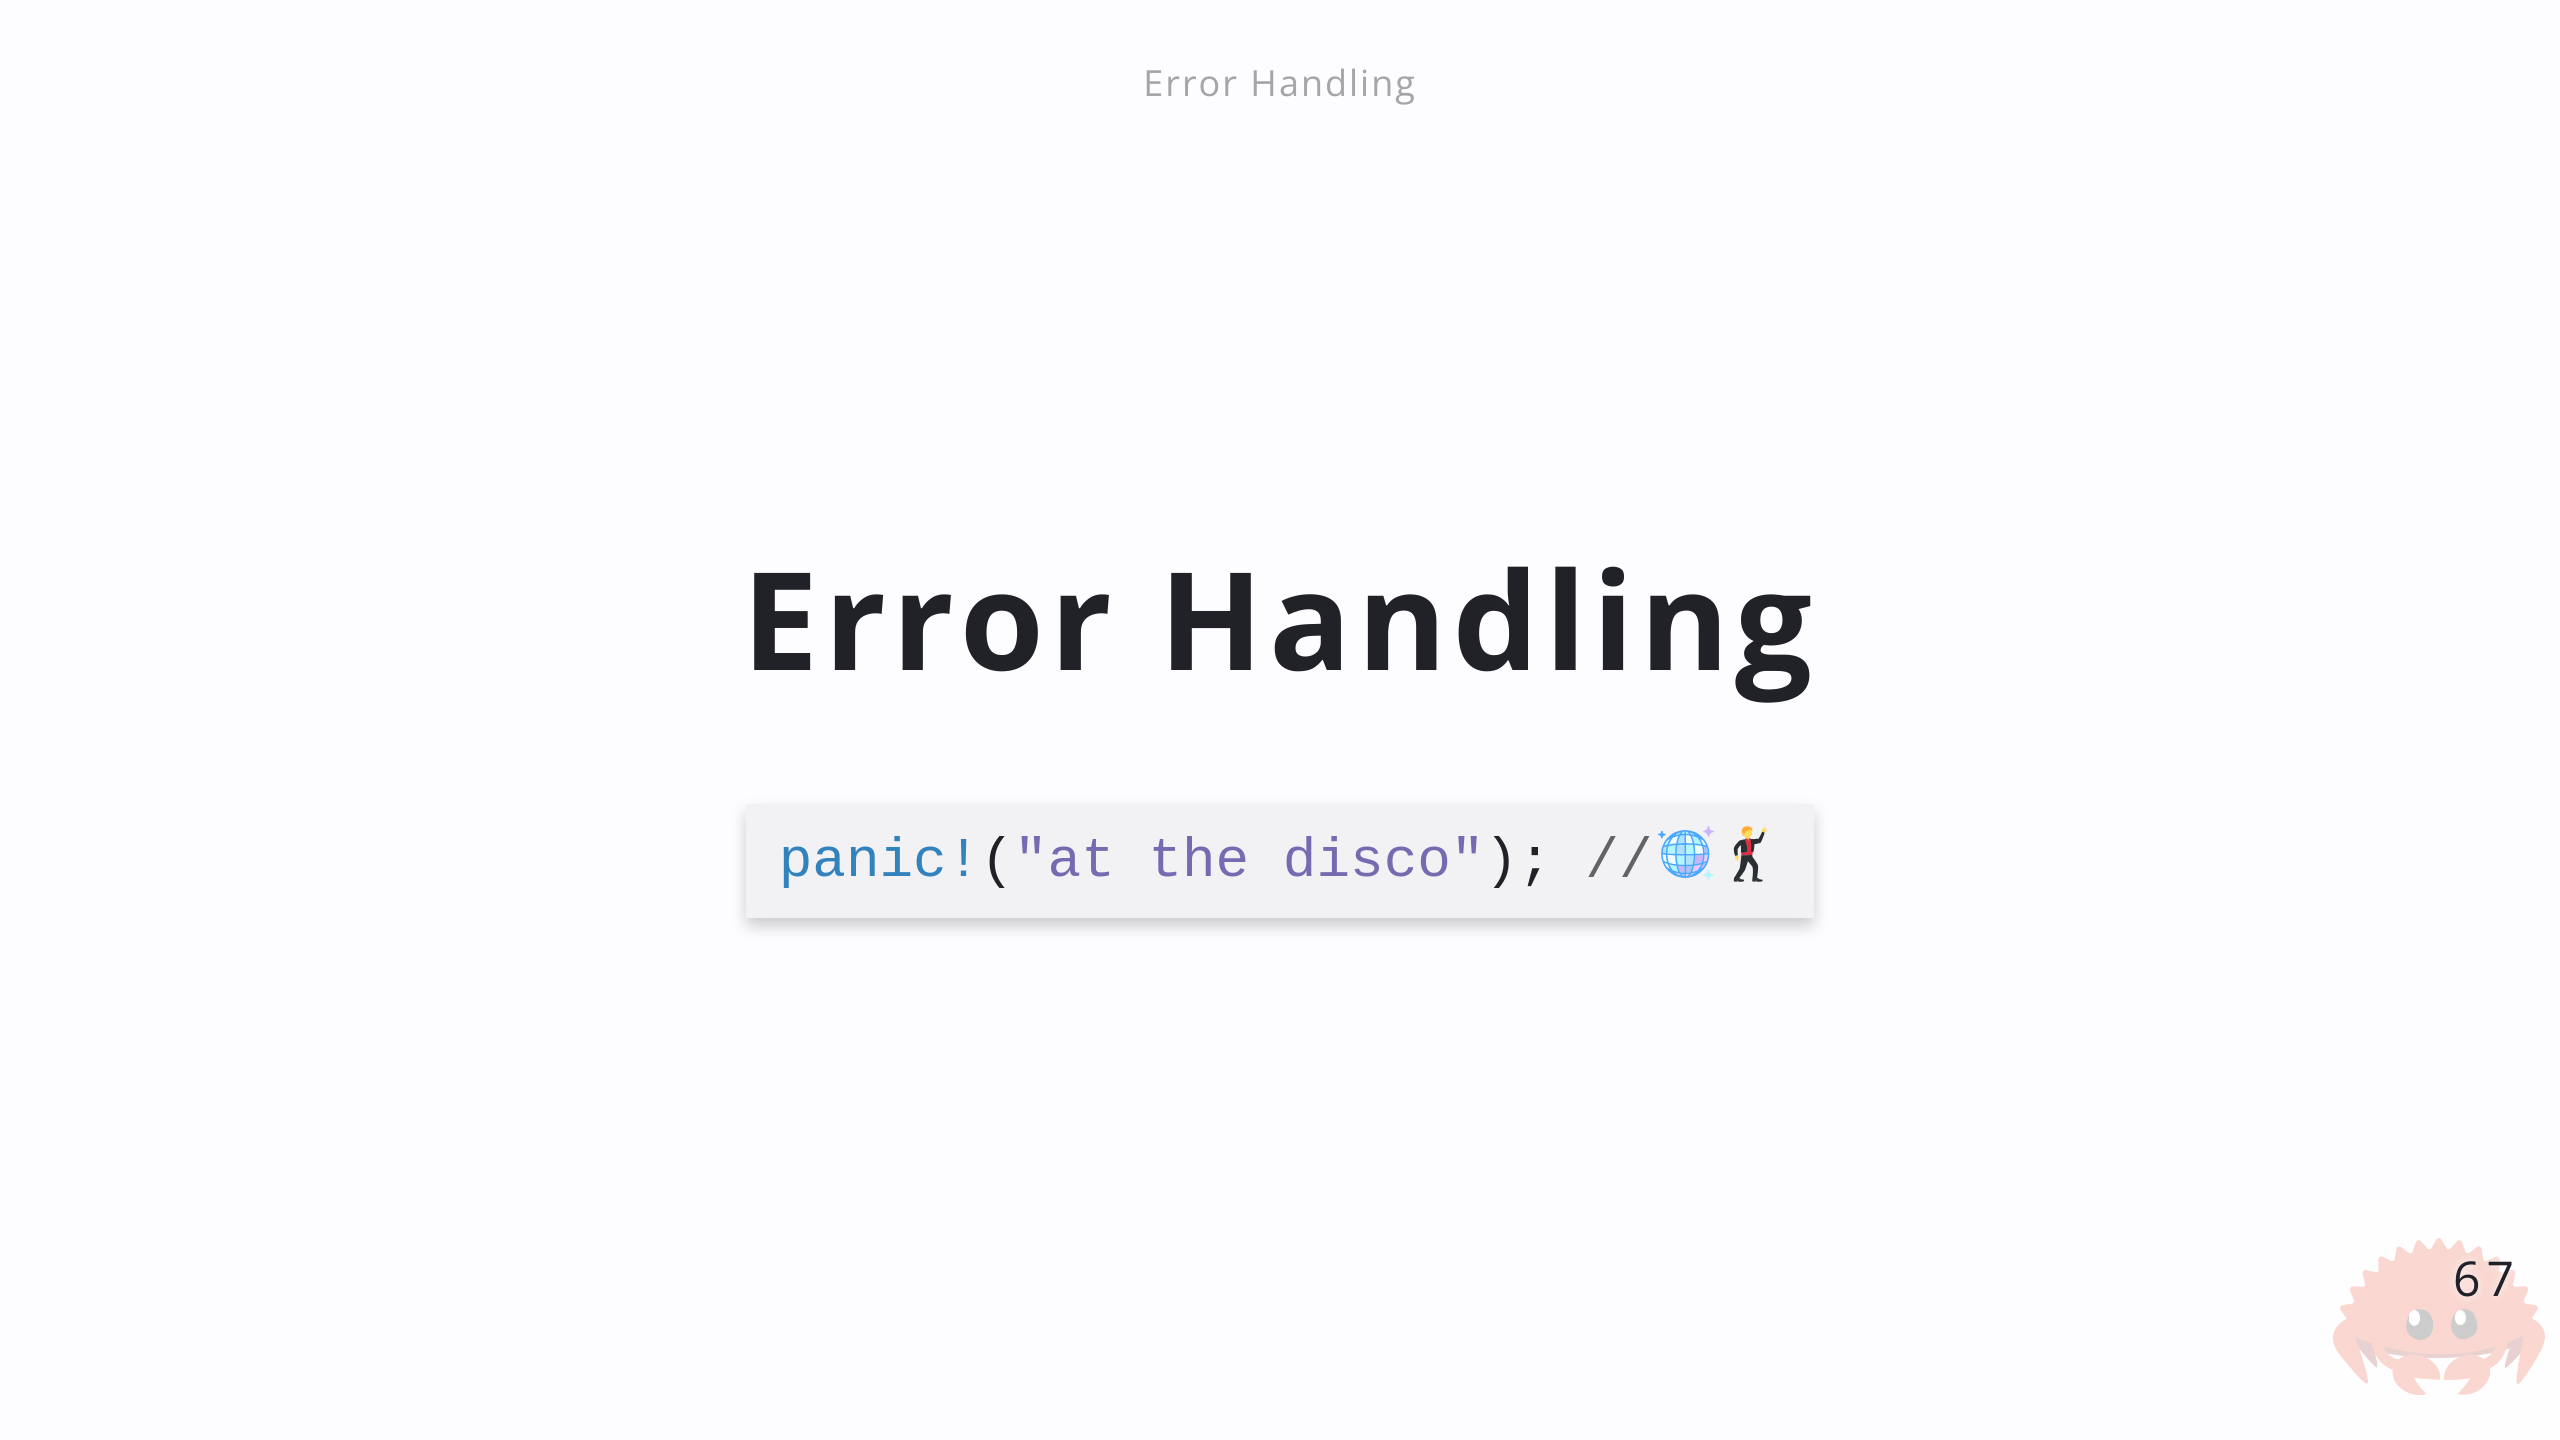 Error Handling
Error Handling
panic!("at the disco"); //🪩🕺
67